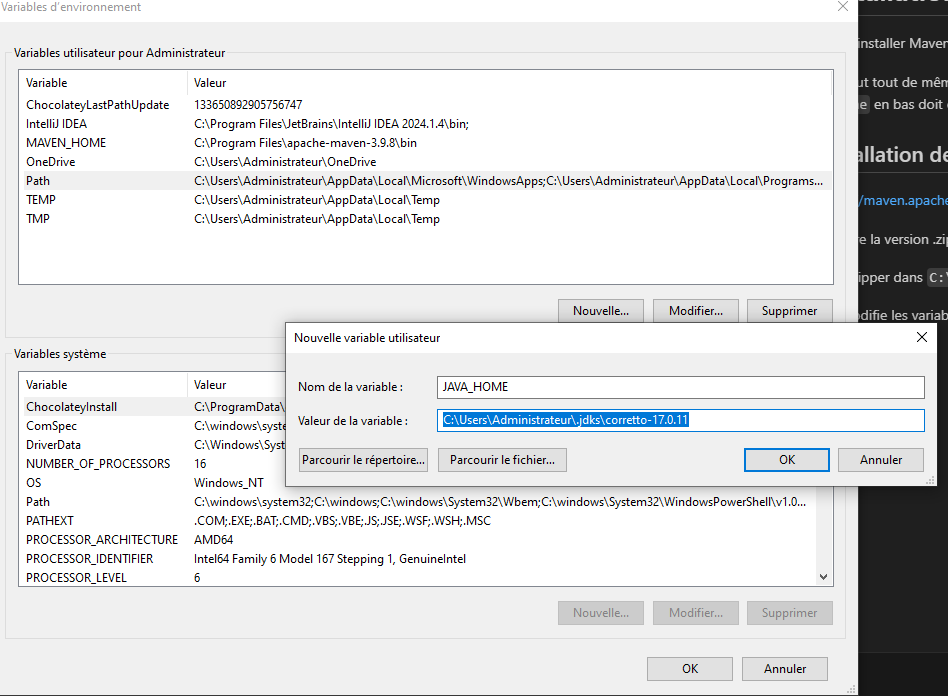 Variables d'environnement
Variables utilisateur pour Administrateur
Variable Valeur
ChocolateyLastPathUpdate 133650892905756747
IntelliJ IDEA C:\Program Files\JetBrains\IntelliJ IDEA 2024.1.4\bin;
MAVEN_HOME C:\Program Files\apache-maven-3.9.8\bin
OneDrive C:\Users\Administrateur\OneDrive
Path C:\Users\Administrateur\AppData\Local\Microsoft\WindowsApps;C:\Users\Administrateur\AppData\Local\Programs...
TEMP C:\Users\Administrateur\AppData\Local\Temp
TMP C:\Users\Administrateur\AppData\Local\Temp
Nouvelle... Modifier... Supprimer
Nouvelle variable utilisateur
Nom de la variable : JAVA_HOME
Valeur de la variable : C:\Users\Administrateur\.jdks\corretto-17.0.11
Parcourir le répertoire... Parcourir le fichier... OK Annuler
Variables système
Variable Valeur
ChocolateyInstall C:\ProgramData\
ComSpec C:\windows\syste
DriverData C:\Windows\Syst
NUMBER_OF_PROCESSORS 16
OS Windows_NT
Path C:\windows\system32;C:\windows;C:\windows\System32\Wbem;C:\windows\System32\WindowsPowerShell\v1.0...
PATHEXT .COM;.EXE;.BAT;.CMD;.VBS;.VBE;.JS;.JSE;.WSF;.WSH;.MSC
PROCESSOR_ARCHITECTURE AMD64
PROCESSOR_IDENTIFIER Intel64 Family 6 Model 167 Stepping 1, GenuineIntel
PROCESSOR_LEVEL 6
Nouvelle... Modifier... Supprimer
OK Annuler
installer Maven
ut tout de mêm
e en bas doit
allation de
/maven.apache
re la version .zip
ipper dans C:\
odifie les variab